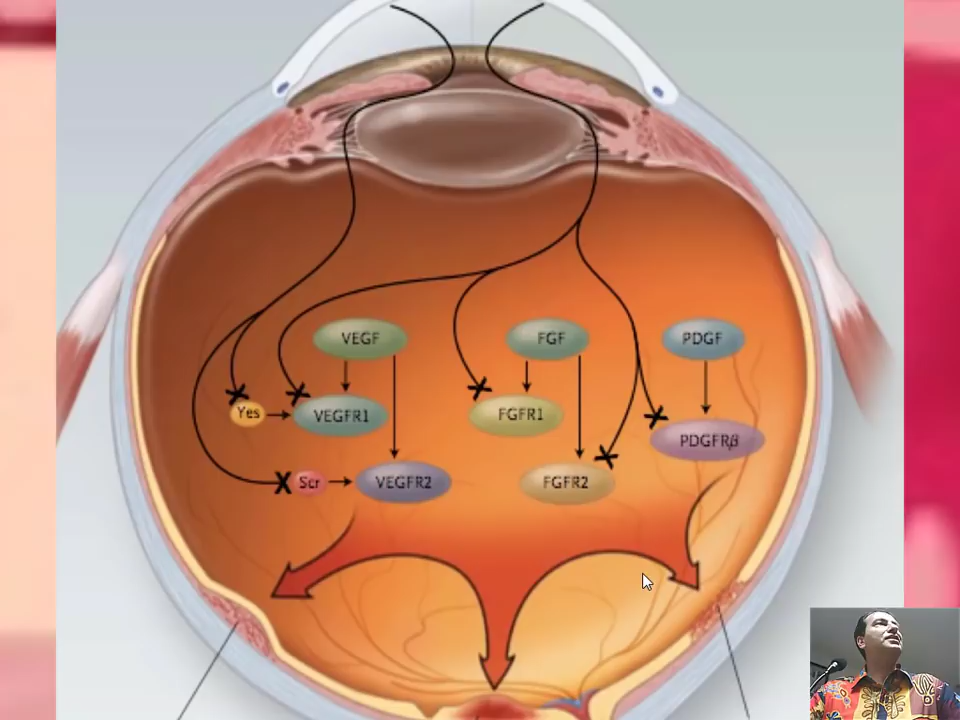 VEGF
FGF
PDGF
Yes
VEGFR1
FGFR1
PDGFRβ
Scr
VEGFR2
FGFR2